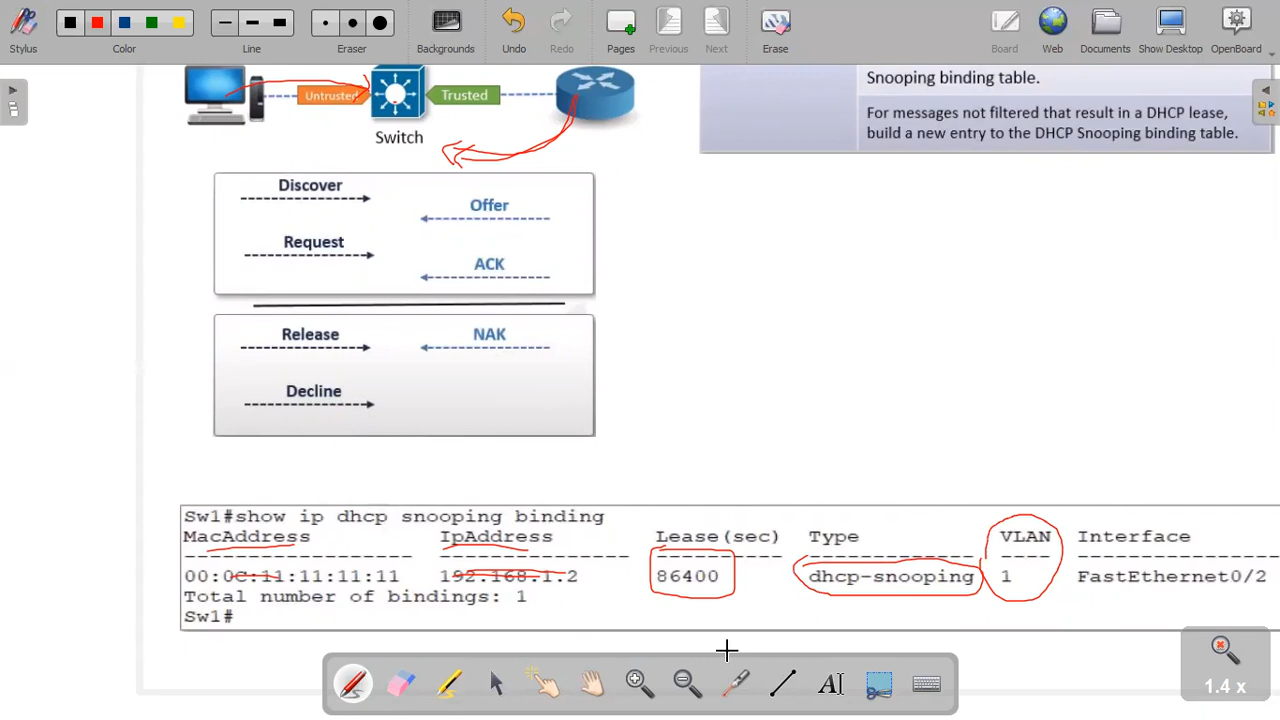 Stylus
Color
Line
Eraser
Backgrounds
Undo
Redo
Pages
Previous
Next
Erase
Board
Web
Documents
Show Desktop
OpenBoard
Untrusted
Trusted
Switch
Snooping binding table.
For messages not filtered that result in a DHCP lease,
build a new entry to the DHCP Snooping binding table.
Discover
Offer
Request
ACK
Release
NAK
Decline
Sw1#show ip dhcp snooping binding
MacAddress IpAddress Lease(sec) Type VLAN Interface
------------------ --------------- ---------- ------------- ---- --------------------
00:0C:11:11:11:11 192.168.1.2 86400 dhcp-snooping 1 FastEthernet0/2
Total number of bindings: 1
Sw1#
A
1.4 x